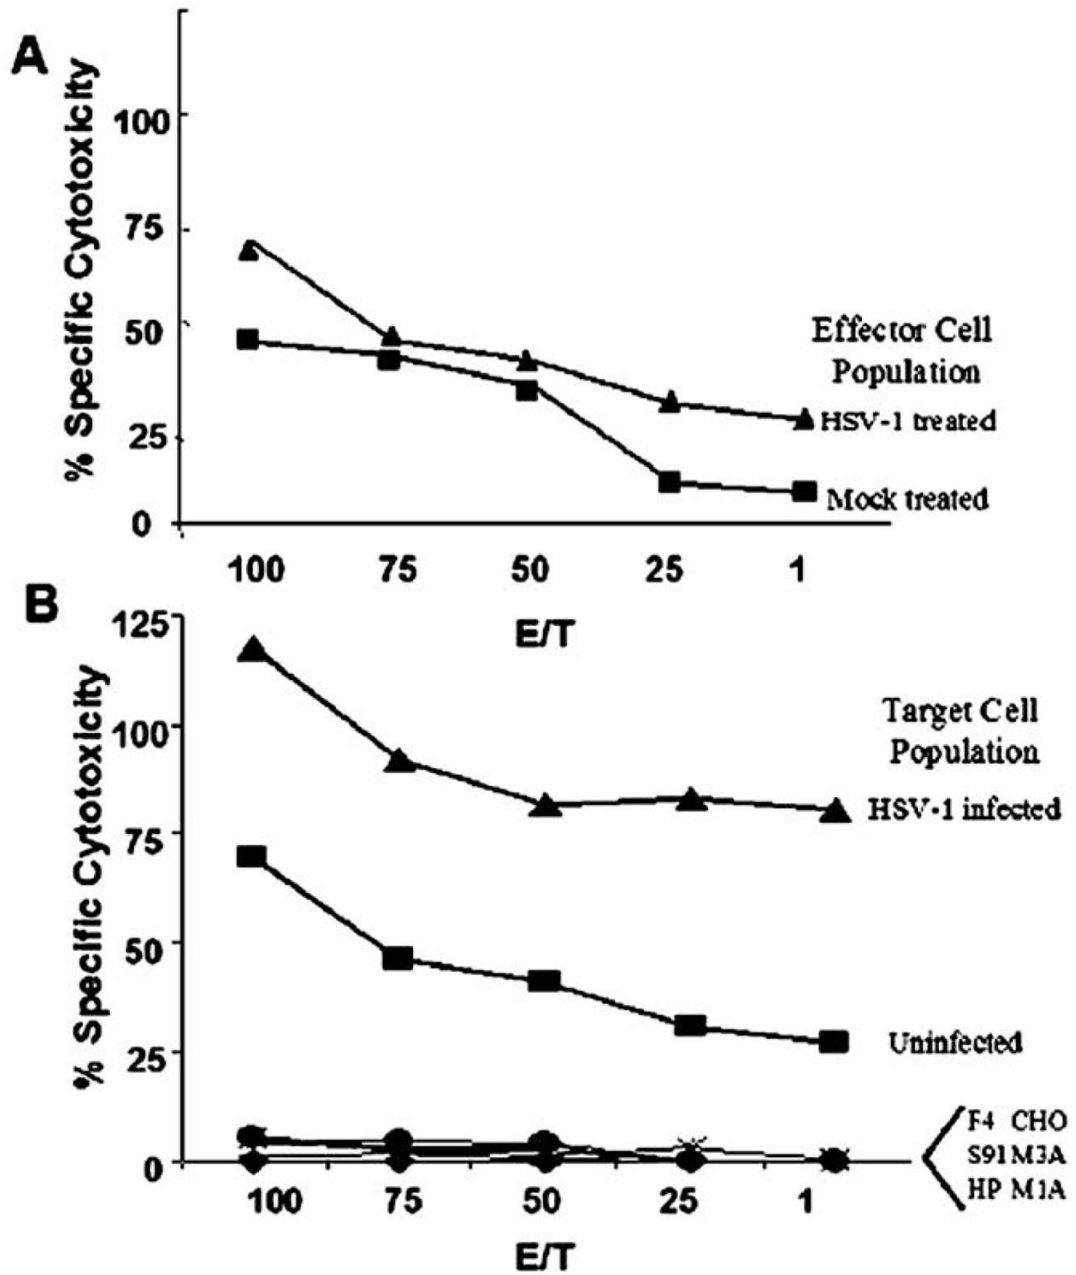 A
% Specific Cytotoxicity
100
75
50
25
0
Effector Cell
Population
HSV-1 treated
Mock treated
100 75 50 25 1
E/T
B
% Specific Cytotoxicity
125
100
75
50
25
0
Target Cell
Population
HSV-1 infected
Uninfected
F4 CHO
S91 M3A
HP M1A
100 75 50 25 1
E/T